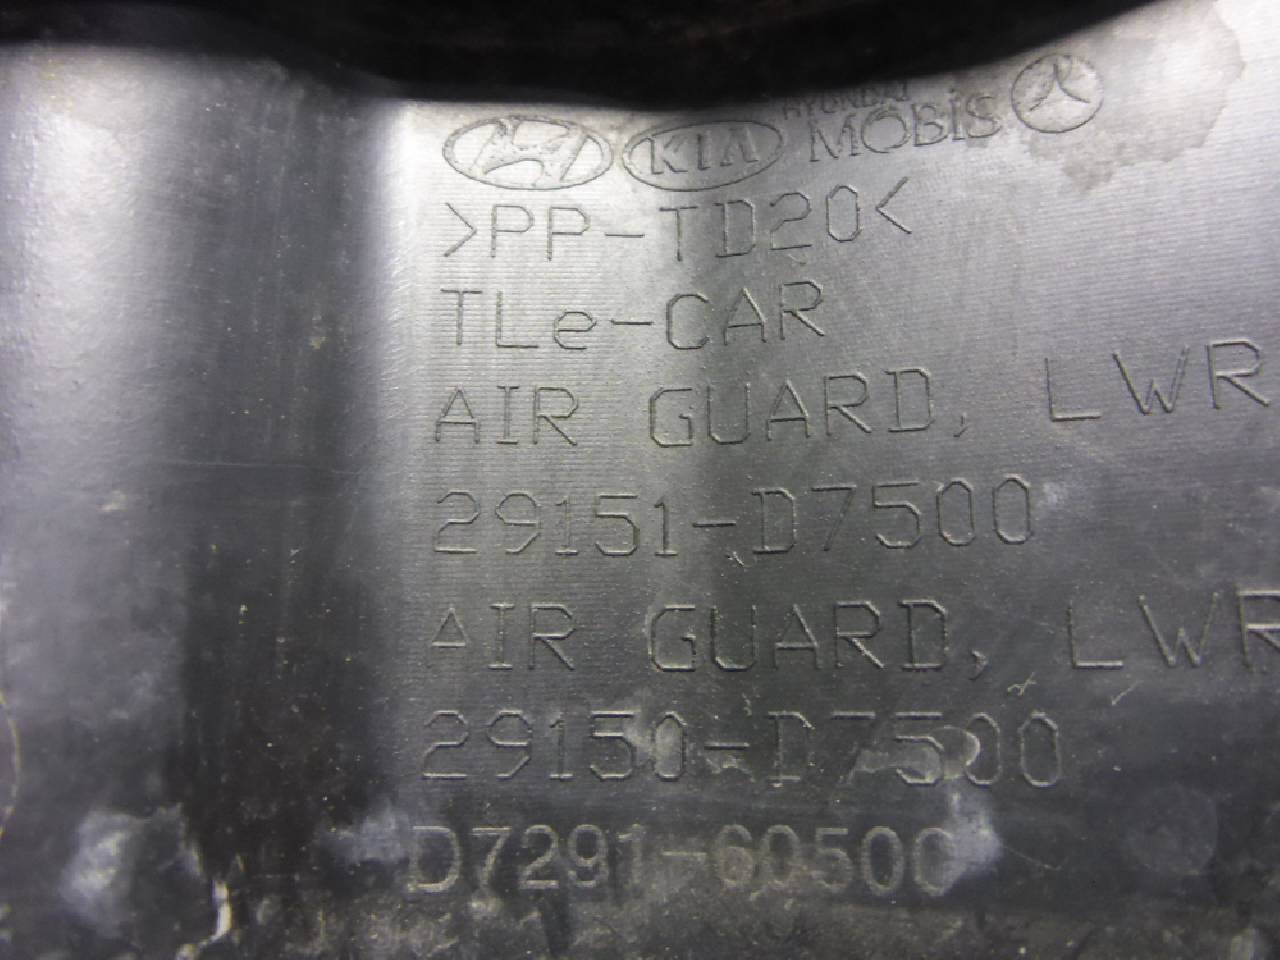 KIA HYUNDAI MOBIS
>PP-TD20<
TLe-CAR
AIR GUARD, LWR
29151-D7500
AIR GUARD, LWR
29150-D7500
D7291-60500